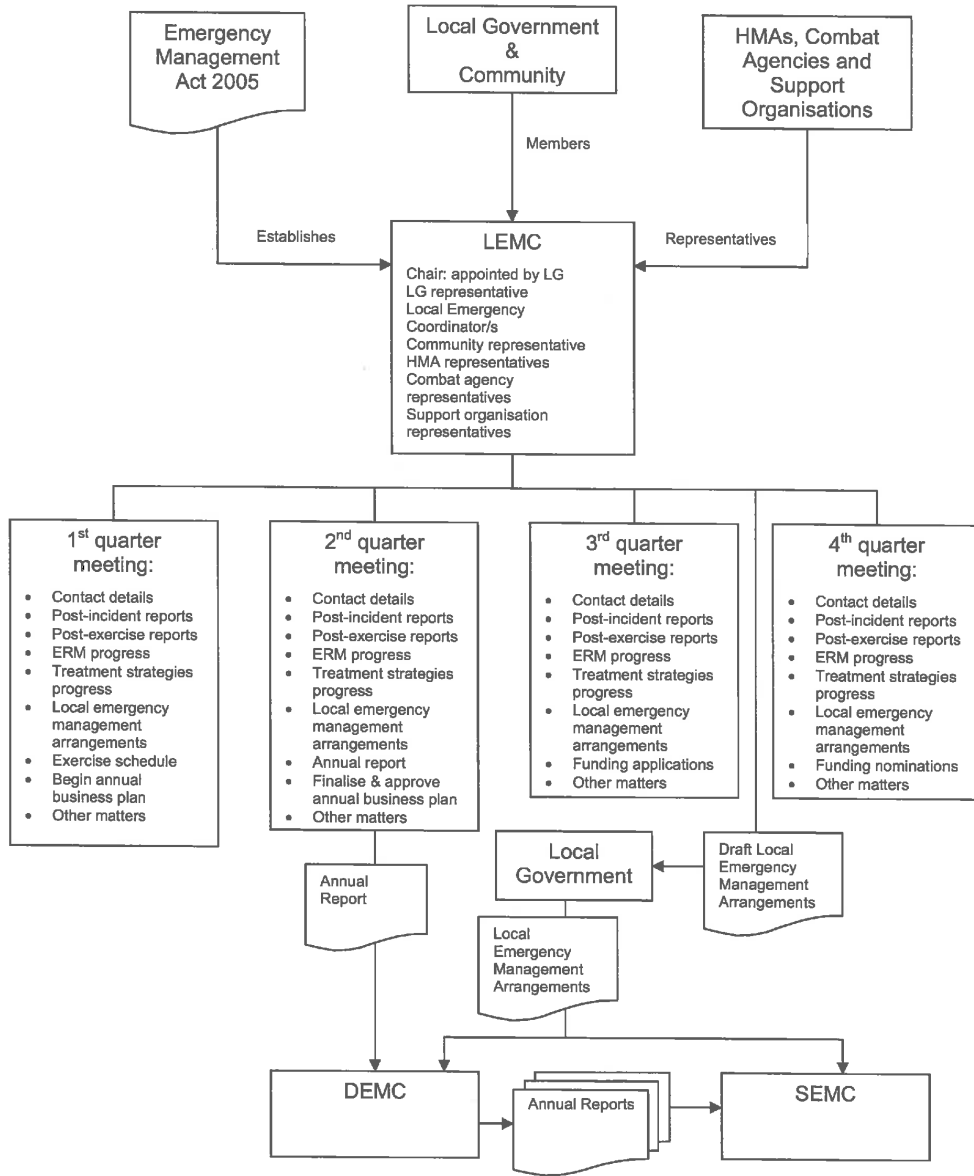 Emergency
Management
Act 2005
Local Government
&
Community
HMAs, Combat
Agencies and
Support
Organisations
Members
Establishes
Representatives
LEMC
Chair: appointed by LG
LG representative
Local Emergency
Coordinator/s
Community representative
HMA representatives
Combat agency
representatives
Support organisation
representatives
1st quarter
meeting:
• Contact details
• Post-incident reports
• Post-exercise reports
• ERM progress
• Treatment strategies
progress
• Local emergency
management
arrangements
• Exercise schedule
• Begin annual
business plan
• Other matters
2nd quarter
meeting:
• Contact details
• Post-incident reports
• Post-exercise reports
• ERM progress
• Treatment strategies
progress
• Local emergency
management
arrangements
• Annual report
• Finalise & approve
annual business plan
• Other matters
3rd quarter
meeting:
• Contact details
• Post-incident reports
• Post-exercise reports
• ERM progress
• Treatment strategies
progress
• Local emergency
management
arrangements
• Funding applications
• Other matters
4th quarter
meeting:
• Contact details
• Post-incident reports
• Post-exercise reports
• ERM progress
• Treatment strategies
progress
• Local emergency
management
arrangements
• Funding nominations
• Other matters
Annual
Report
Local
Government
Draft Local
Emergency
Management
Arrangements
Local
Emergency
Management
Arrangements
DEMC
Annual Reports
SEMC